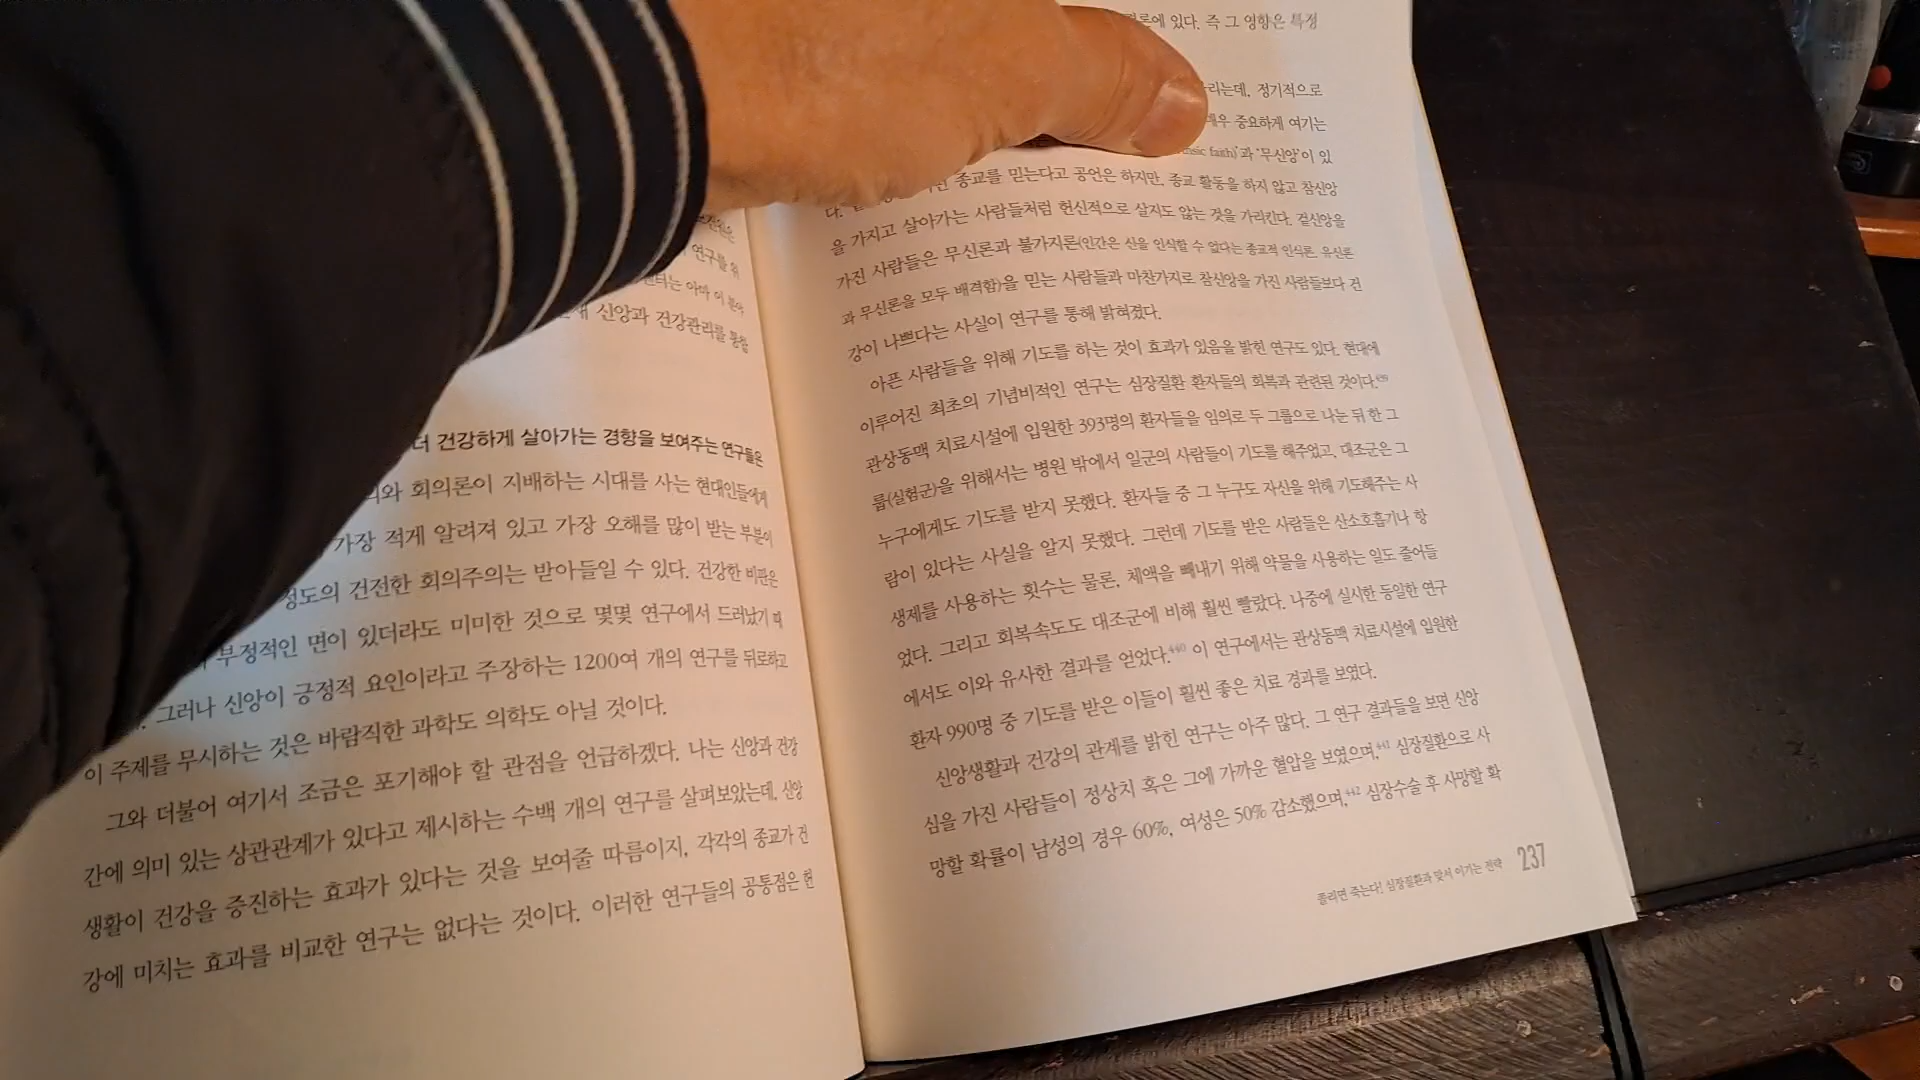 연구를 위
센터는 아마 이 분야
신앙과 건강관리를 통합
더 건강하게 살아가는 경향을 보여주는 연구들은
회의론이 지배하는 시대를 사는 현대인들에게
가장 적게 알려져 있고 가장 오해를 많이 받는 부분이
정도의 건전한 회의주의는 받아들일 수 있다. 건강한 비판은
부정적인 면이 있더라도 미미한 것으로 몇몇 연구에서 드러났기 때
그러나 신앙이 긍정적 요인이라고 주장하는 1200여 개의 연구를 뒤로하고
이 주제를 무시하는 것은 바람직한 과학도 의학도 아닐 것이다.
그와 더불어 여기서 조금은 포기해야 할 관점을 언급하겠다. 나는 신앙과 건강
간에 의미 있는 상관관계가 있다고 제시하는 수백 개의 연구를 살펴보았는데, 신앙
생활이 건강을 증진하는 효과가 있다는 것을 보여줄 따름이지, 각각의 종교가 건
강에 미치는 효과를 비교한 연구는 없다는 것이다. 이러한 연구들의 공통점은 헌
있다. 즉 그 영향은 특정
정기적으로
중요하게 여기는
faith)'과 '무신앙'이 있
종교를 믿는다고 공언은 하지만, 종교 활동을 하지 않고 참신앙
을 가지고 살아가는 사람들처럼 헌신적으로 살지도 않는 것을 가리킨다. 겉신앙을
가진 사람들은 무신론과 불가지론(인간은 신을 인식할 수 없다는 종교적 인식론. 유신론
과 무신론을 모두 배격함)을 믿는 사람들과 마찬가지로 참신앙을 가진 사람들보다 건
강이 나쁘다는 사실이 연구를 통해 밝혀졌다.
아픈 사람들을 위해 기도를 하는 것이 효과가 있음을 밝힌 연구도 있다. 현대에
이루어진 최초의 기념비적인 연구는 심장질환 환자들의 회복과 관련된 것이다.⁴³⁹
관상동맥 치료시설에 입원한 393명의 환자들을 임의로 두 그룹으로 나눈 뒤 한 그
룹(실험군)을 위해서는 병원 밖에서 일군의 사람들이 기도를 해주었고, 대조군은 그
누구에게도 기도를 받지 못했다. 환자들 중 그 누구도 자신을 위해 기도해주는 사
람이 있다는 사실을 알지 못했다. 그런데 기도를 받은 사람들은 산소호흡기나 항
생제를 사용하는 횟수는 물론, 체액을 빼내기 위해 약물을 사용하는 일도 줄어들
었다. 그리고 회복속도도 대조군에 비해 훨씬 빨랐다. 나중에 실시한 동일한 연구
에서도 이와 유사한 결과를 얻었다.⁴⁴⁰ 이 연구에서는 관상동맥 치료시설에 입원한
환자 990명 중 기도를 받은 이들이 훨씬 좋은 치료 경과를 보였다.
신앙생활과 건강의 관계를 밝힌 연구는 아주 많다. 그 연구 결과들을 보면 신앙
심을 가진 사람들이 정상치 혹은 그에 가까운 혈압을 보였으며,⁴⁴¹ 심장질환으로 사
망할 확률이 남성의 경우 60%, 여성은 50% 감소했으며,⁴⁴² 심장수술 후 사망할 확
졸리면 죽는다! 심장질환과 맞서 이기는 전략 237